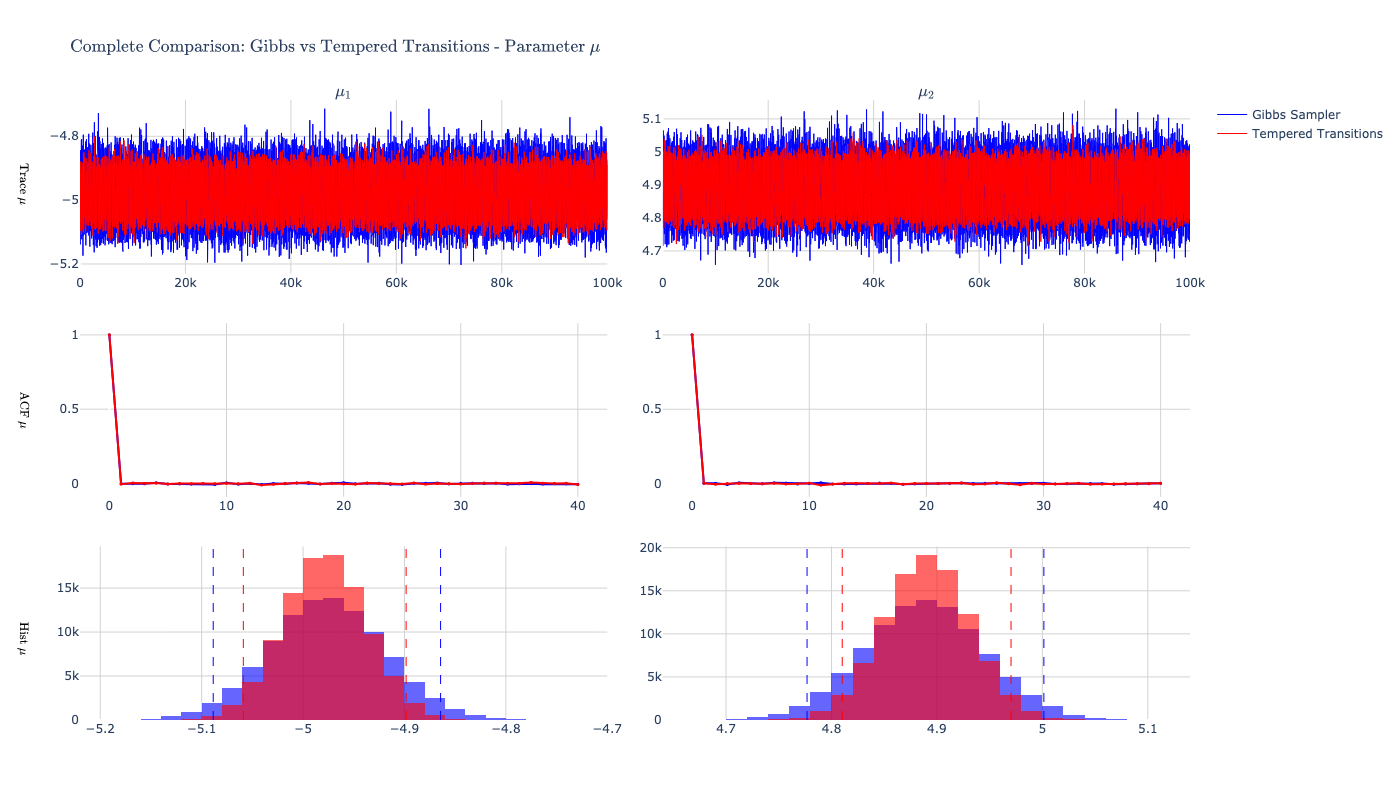 Complete Comparison: Gibbs vs Tempered Transitions - Parameter μ
μ1
μ2
Gibbs Sampler
Tempered Transitions
Trace μ
−4.8
−5
−5.2
0 20k 40k 60k 80k 100k
5.1
5
4.9
4.8
4.7
0 20k 40k 60k 80k 100k
ACF μ
1
0.5
0
0 10 20 30 40
1
0.5
0
0 10 20 30 40
Hist μ
15k
10k
5k
0
−5.2 −5.1 −5 −4.9 −4.8 −4.7
20k
15k
10k
5k
0
4.7 4.8 4.9 5 5.1